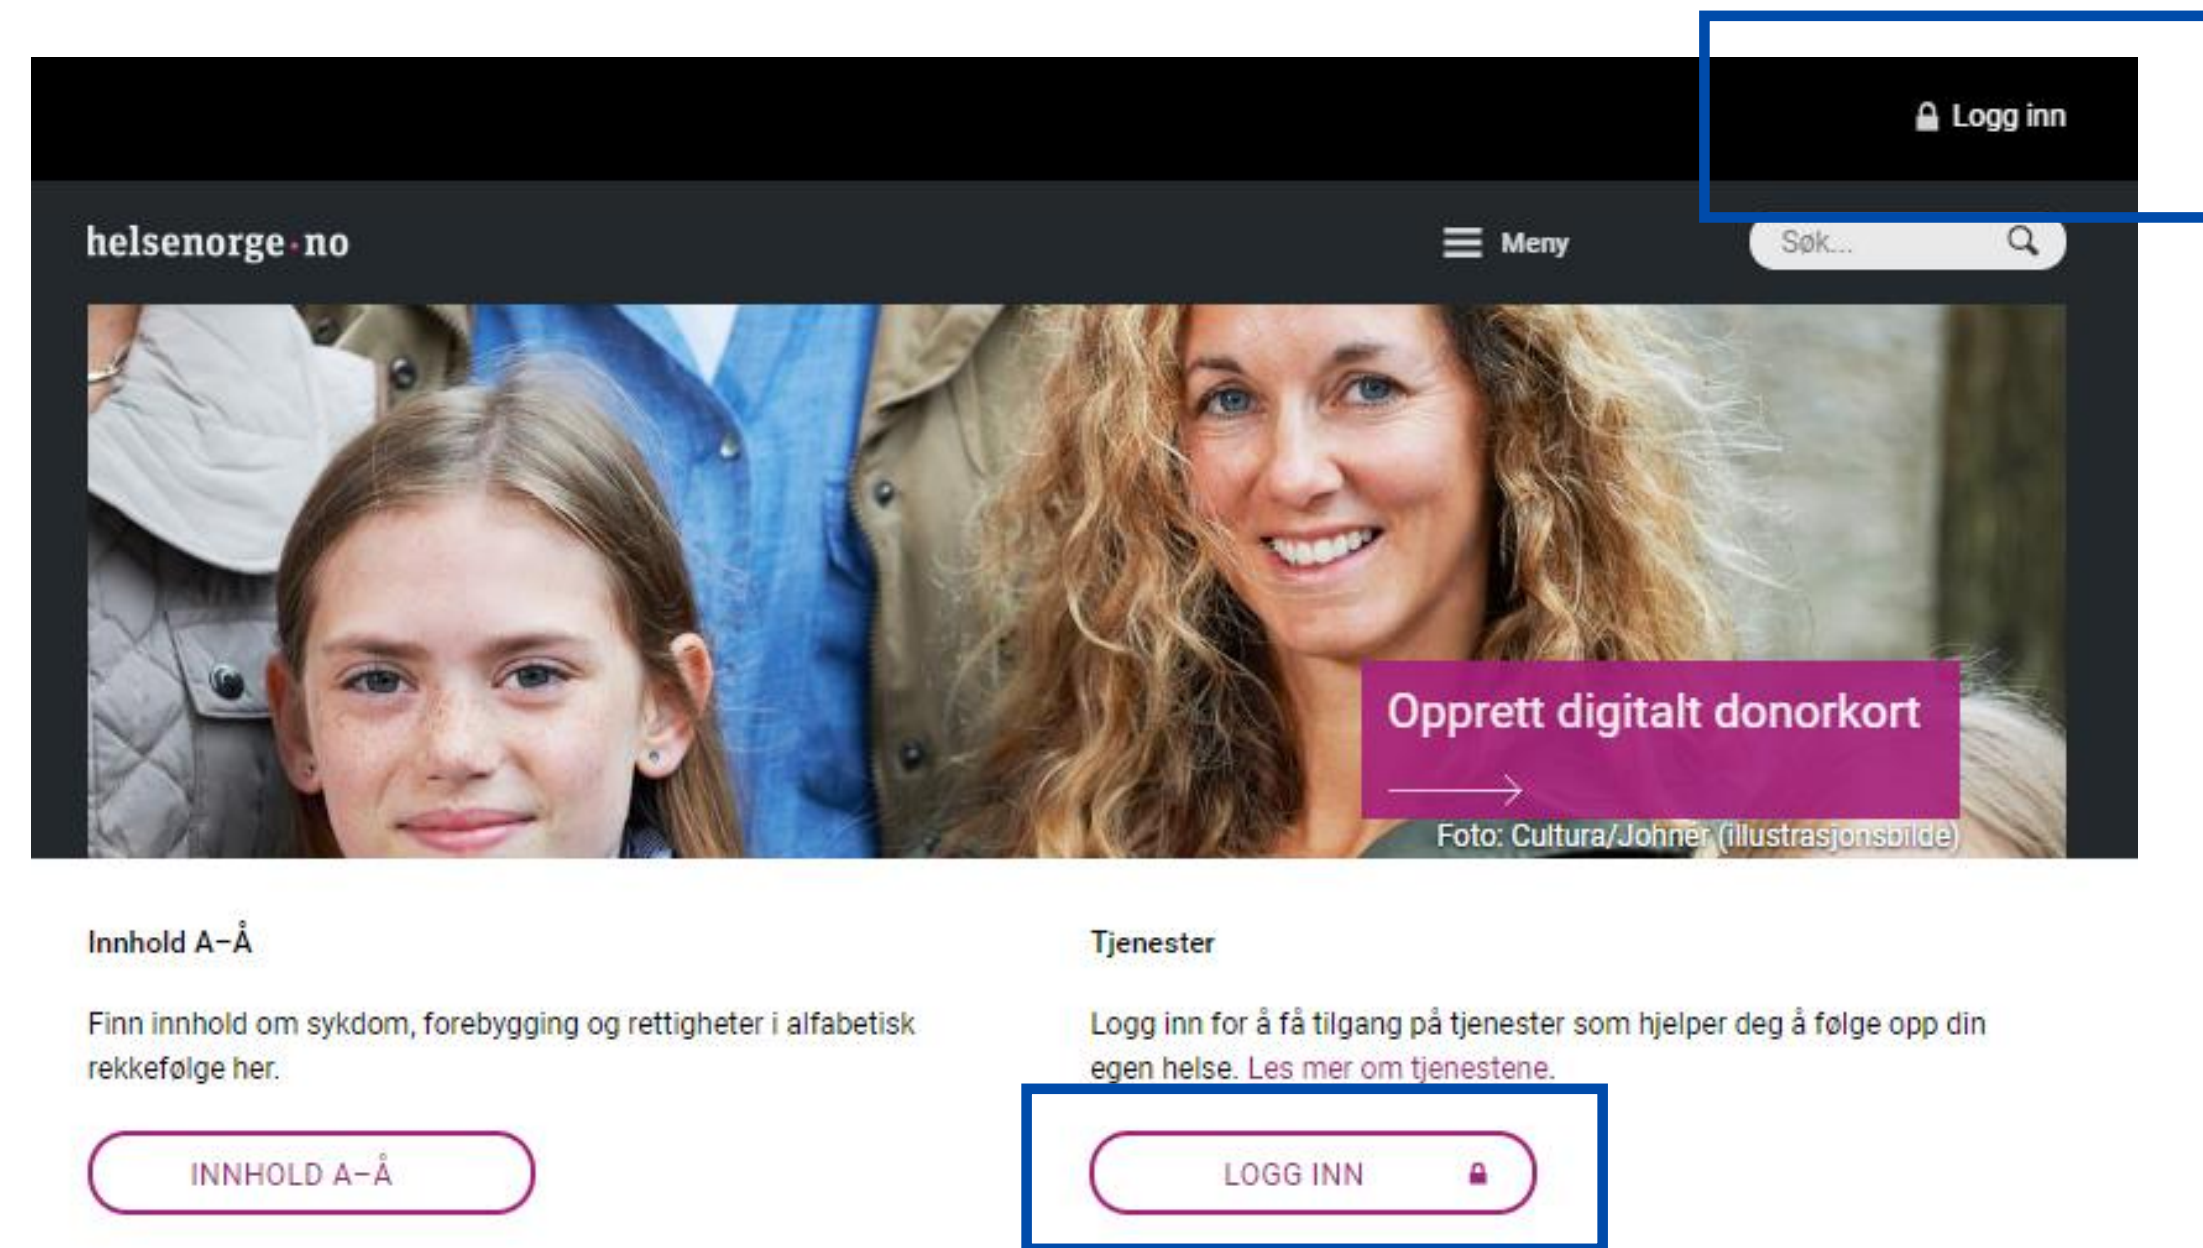 Logg inn
helsenorge.no
Meny
Søk...
Opprett digitalt donorkort
Foto: Cultura/Johner (illustrasjonsbilde)
Innhold A–Å
Finn innhold om sykdom, forebygging og rettigheter i alfabetisk
rekkefølge her.
INNHOLD A–Å
Tjenester
Logg inn for å få tilgang på tjenester som hjelper deg å følge opp din
egen helse. Les mer om tjenestene.
LOGG INN